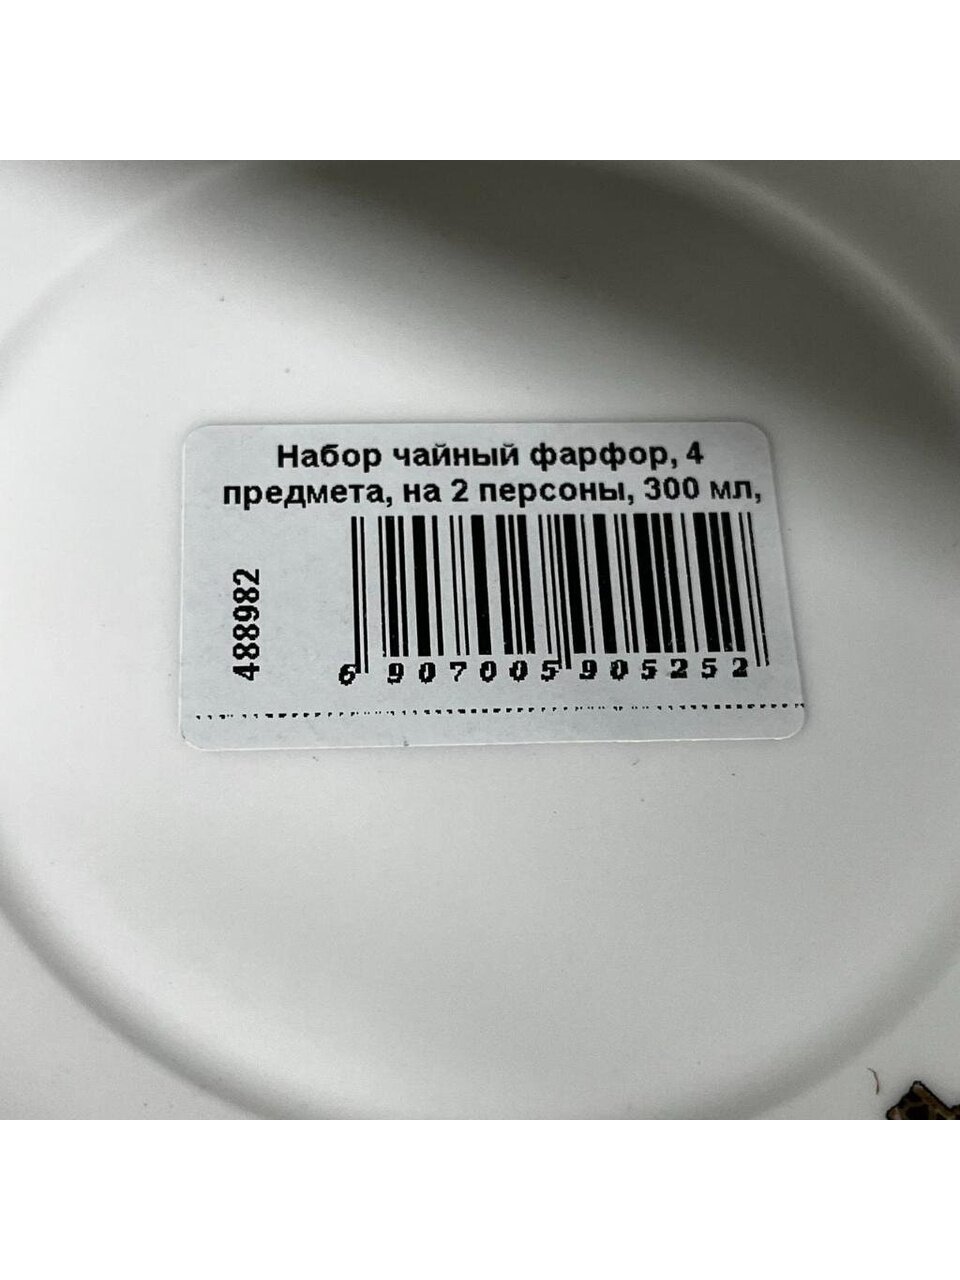 Набор чайный фарфор, 4
предмета, на 2 персоны, 300 мл,
488982
6 907005 905252